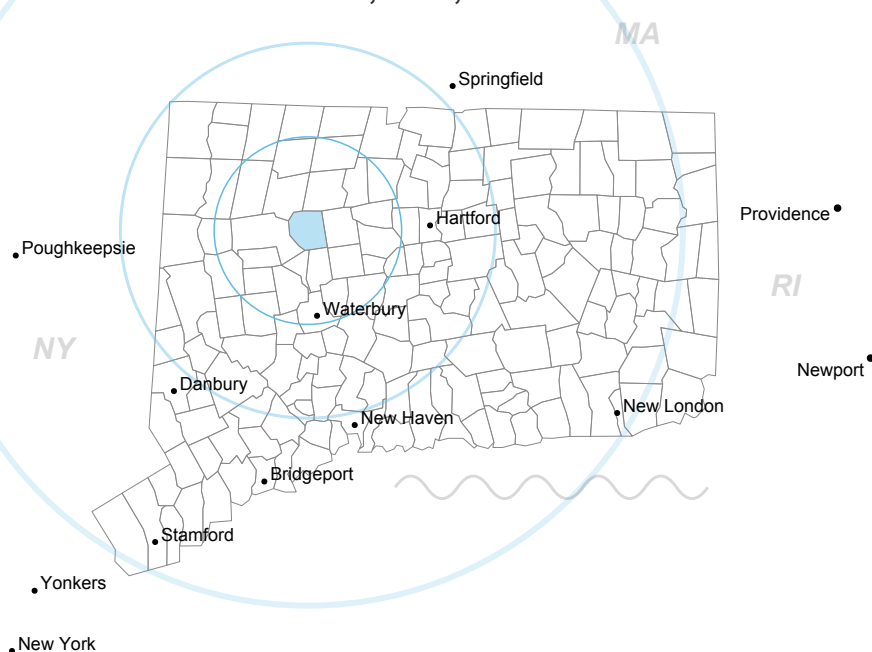 MA
Springfield
Hartford
Providence
Poughkeepsie
RI
Waterbury
NY
Newport
Danbury
New London
New Haven
Bridgeport
Stamford
Yonkers
New York